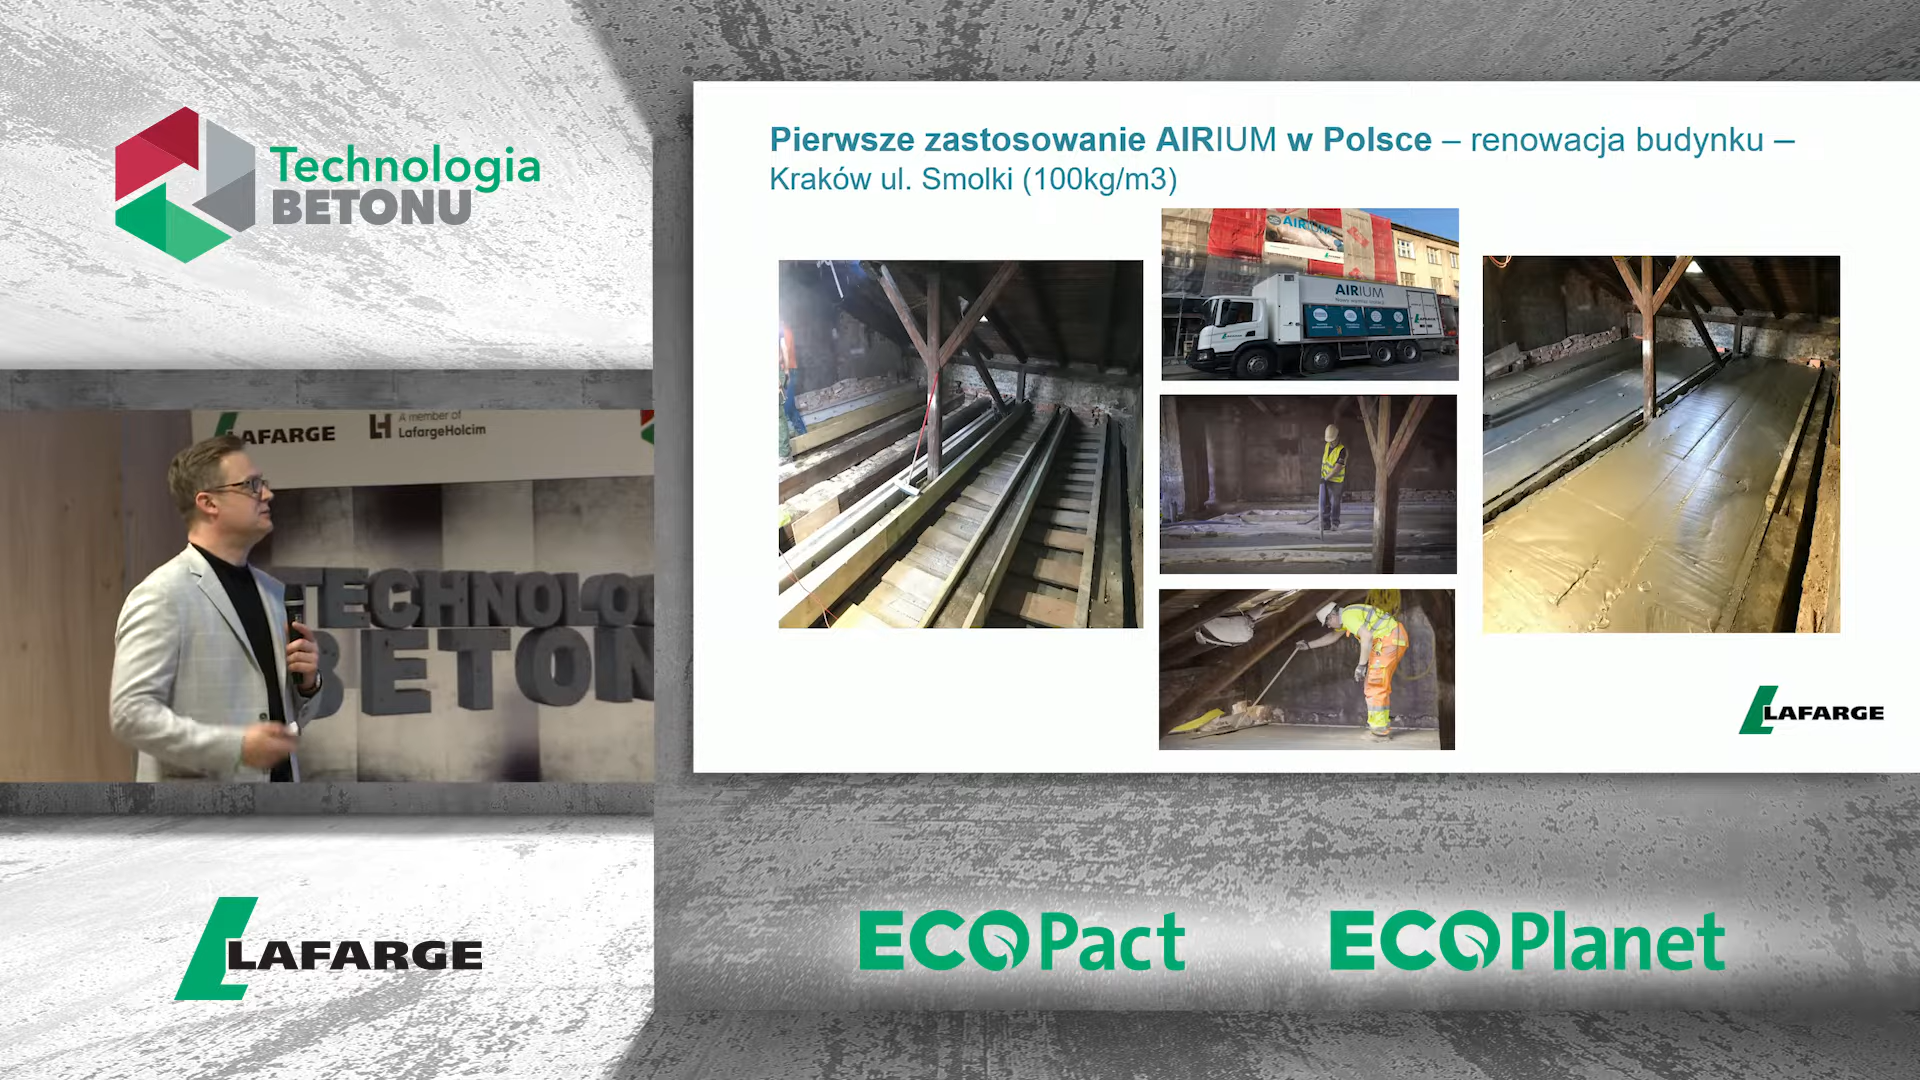 Technologia
BETONU
LAFARGE
A member of
LafargeHolcim
TECHNOLO
BETON
LAFARGE
Pierwsze zastosowanie AIRIUM w Polsce – renowacja budynku –
Kraków ul. Smolki (100kg/m3)
AIRIUM
AIRIUM
LAFARGE
LAFARGE
ECOPact
ECOPlanet